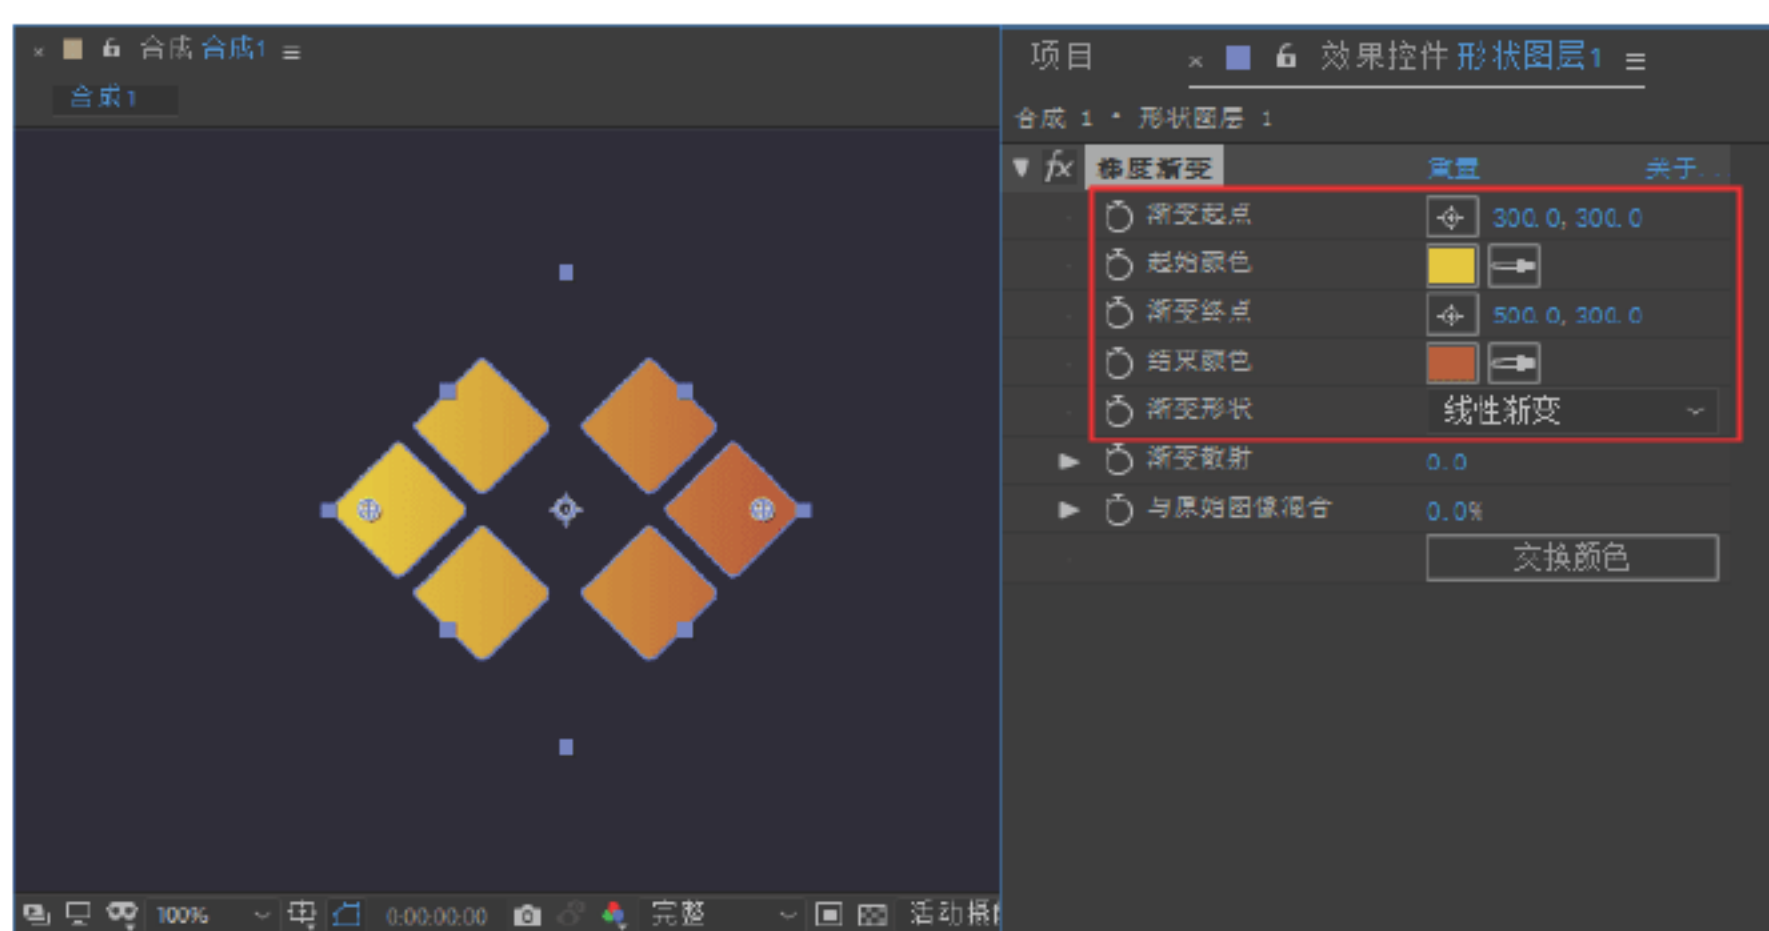 合成 合成1
合成1
100% 0:00:00:00 完整 活动摄
项目 效果控件 形状图层1
合成 1 • 形状图层 1
fx 梯度渐变 重置 关于...
渐变起点 300.0, 300.0
起始颜色
渐变终点 500.0, 300.0
结束颜色
渐变形状 线性渐变
渐变散射 0.0
与原始图像混合 0.0%
交换颜色